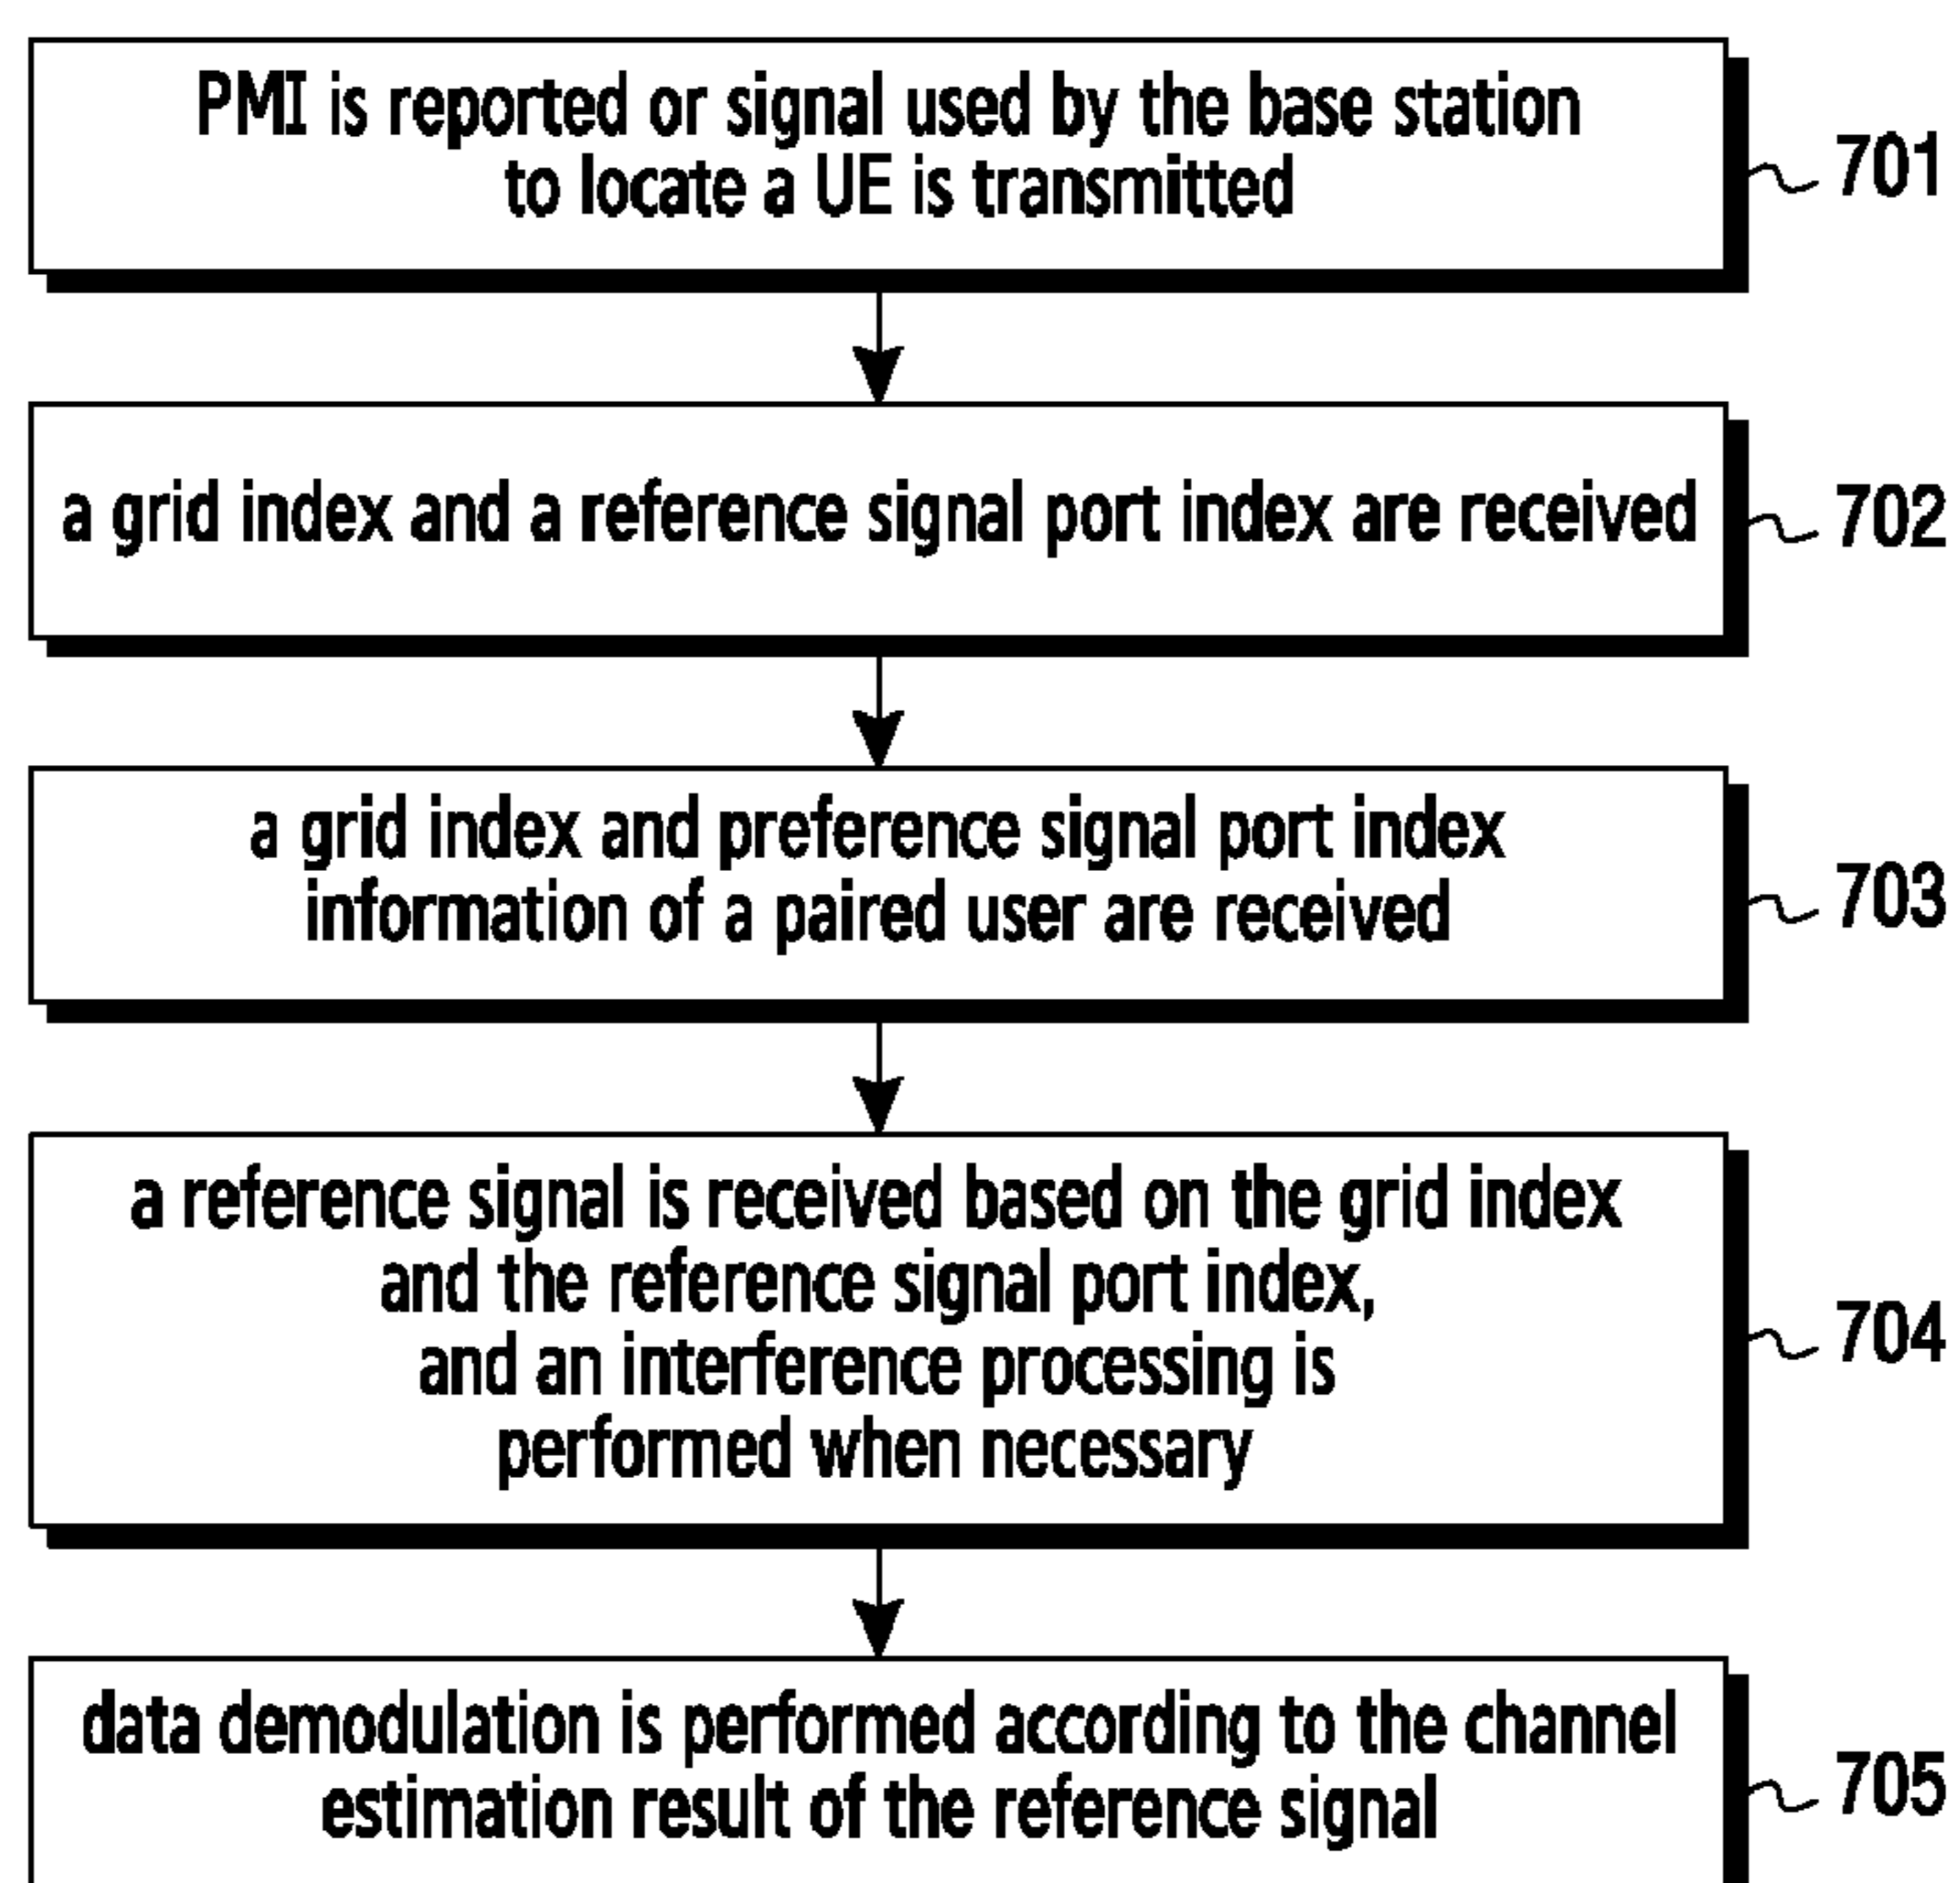 PMI is reported or signal used by the base station
to locate a UE is transmitted
701
a grid index and a reference signal port index are received
702
a grid index and preference signal port index
information of a paired user are received
703
a reference signal is received based on the grid index
and the reference signal port index,
and an interference processing is
performed when necessary
704
data demodulation is performed according to the channel
estimation result of the reference signal
705